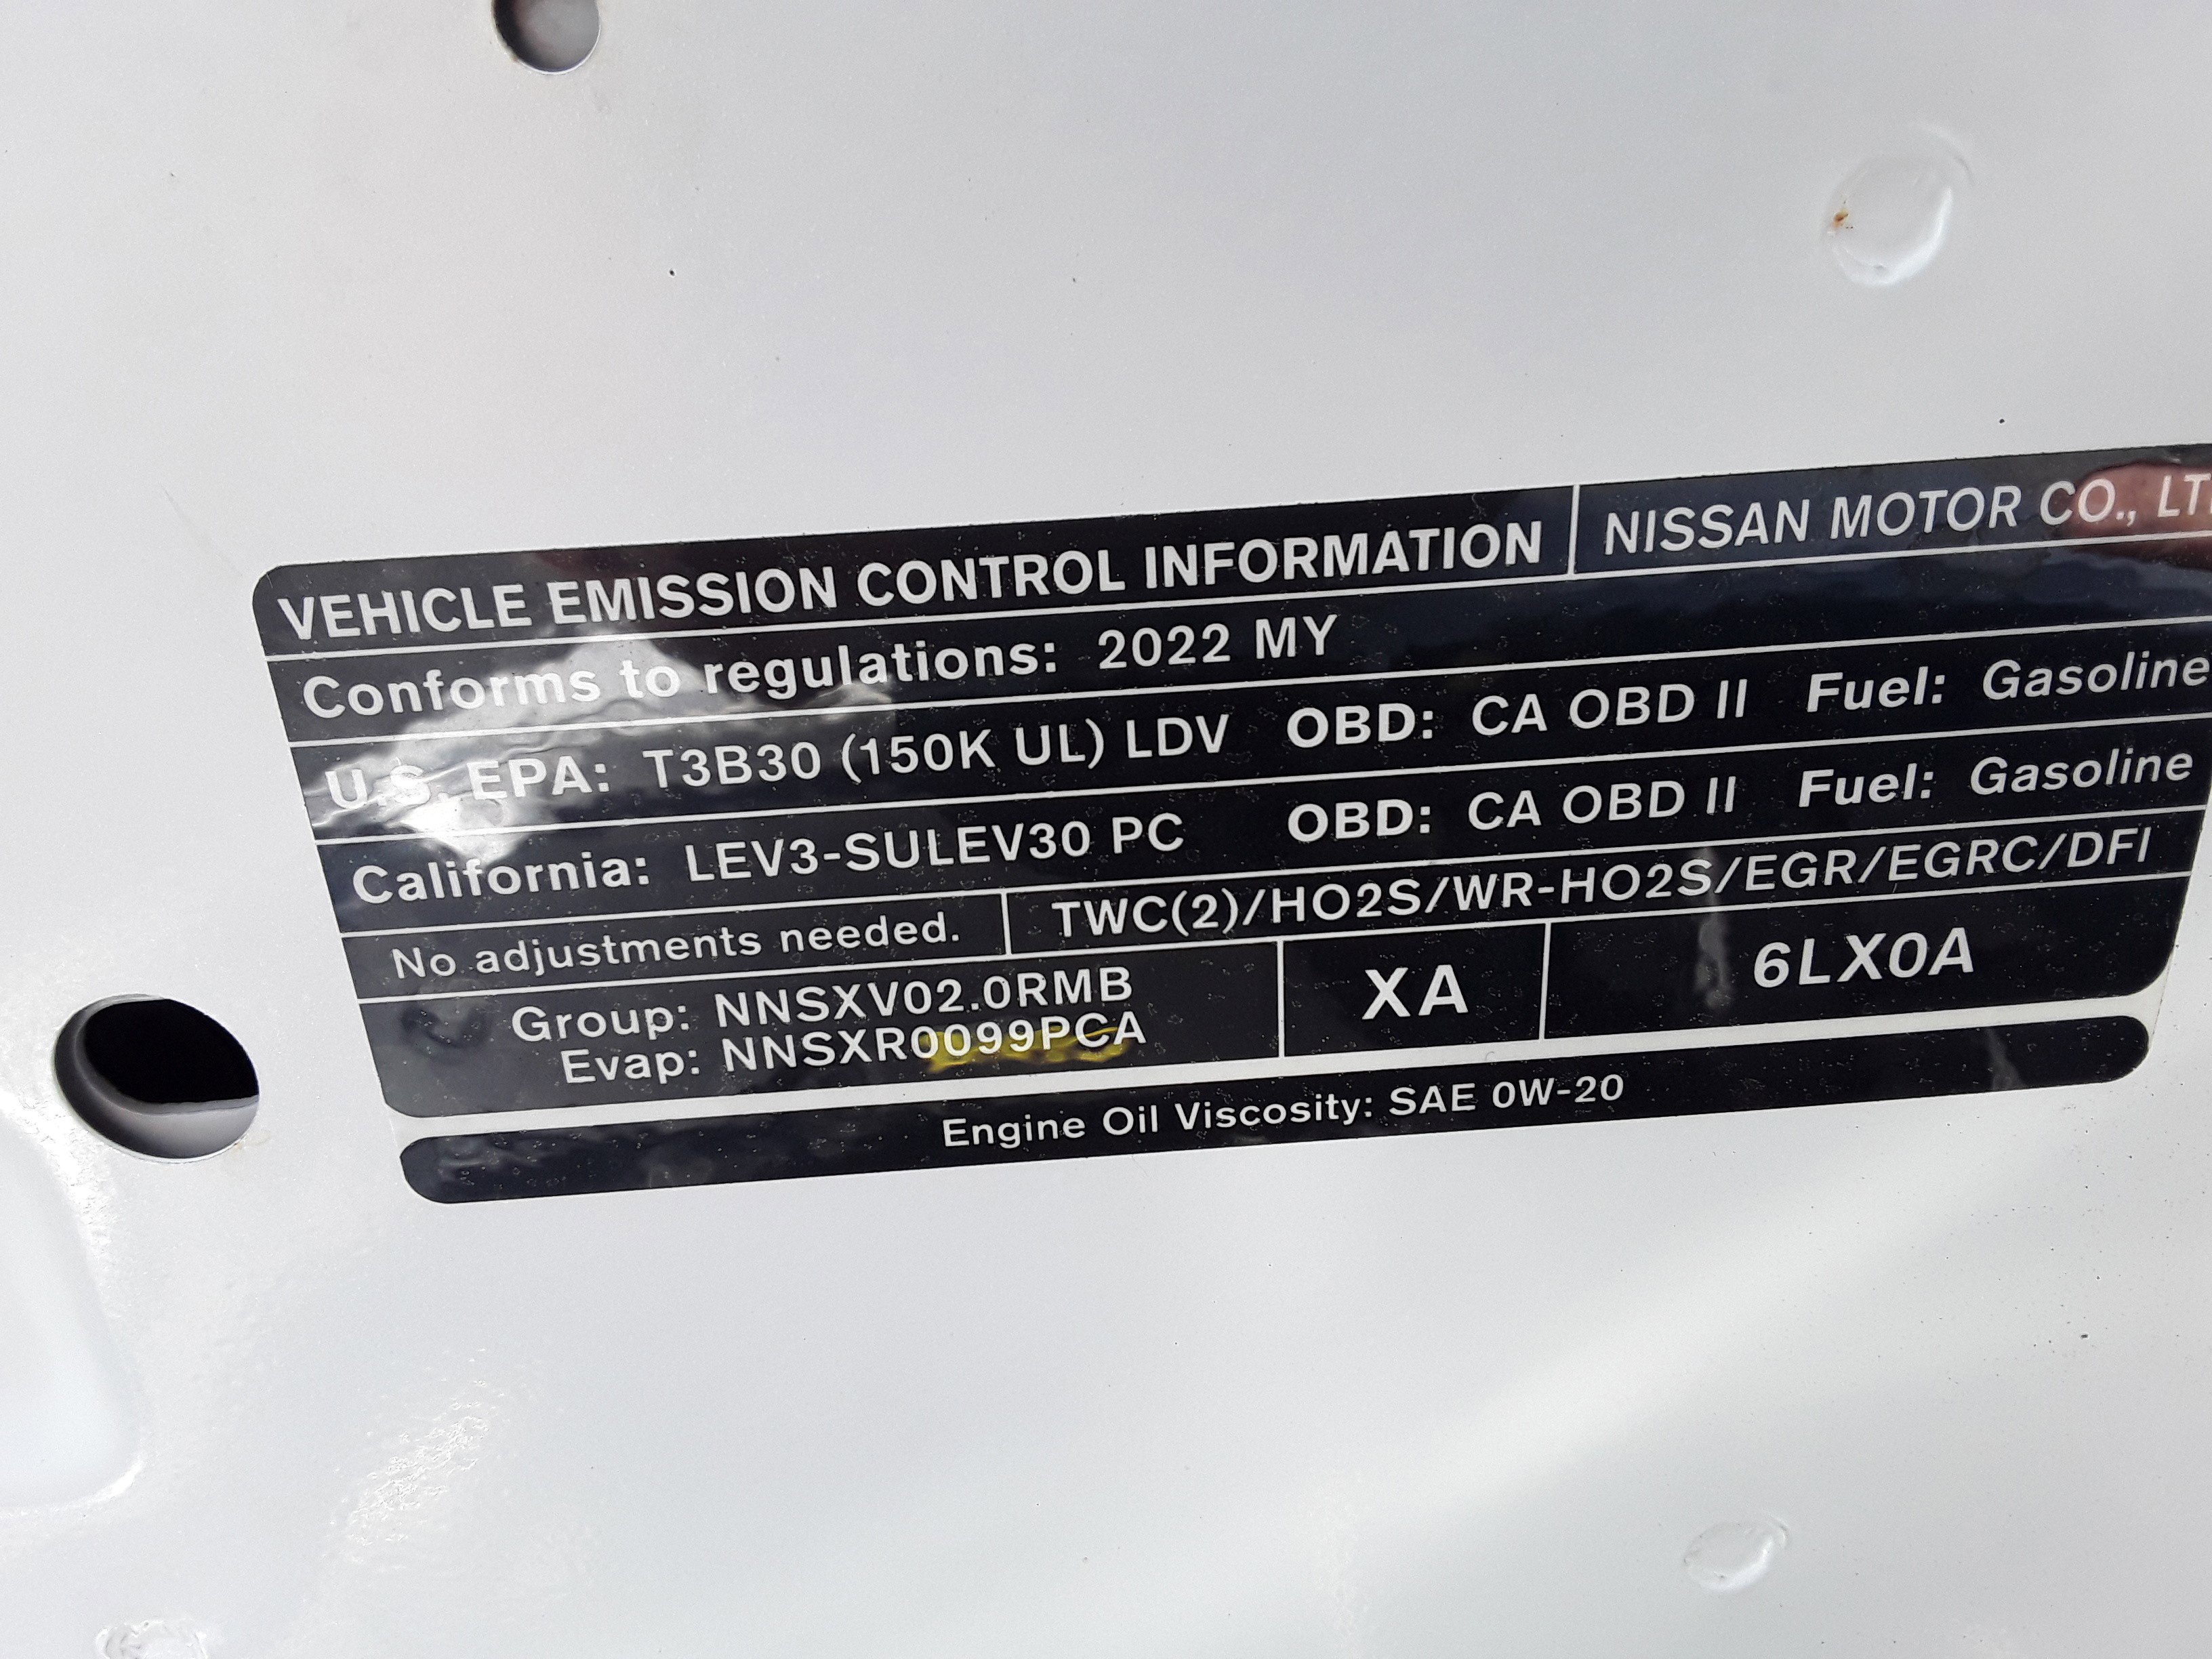 VEHICLE EMISSION CONTROL INFORMATION NISSAN MOTOR CO.,
Conforms to regulations: 2022 MY
U.S. EPA: T3B30 (150K UL) LDV OBD: CA OBD II Fuel: Gasoline
California: LEV3-SULEV30 PC OBD: CA OBD II Fuel: Gasoline
No adjustments needed. TWC(2)/HO2S/WR-HO2S/EGR/EGRC/DFI
Group: NNSXV02.0RMB XA 6LX0A
Evap: NNSXR0099PCA
Engine Oil Viscosity: SAE 0W-20